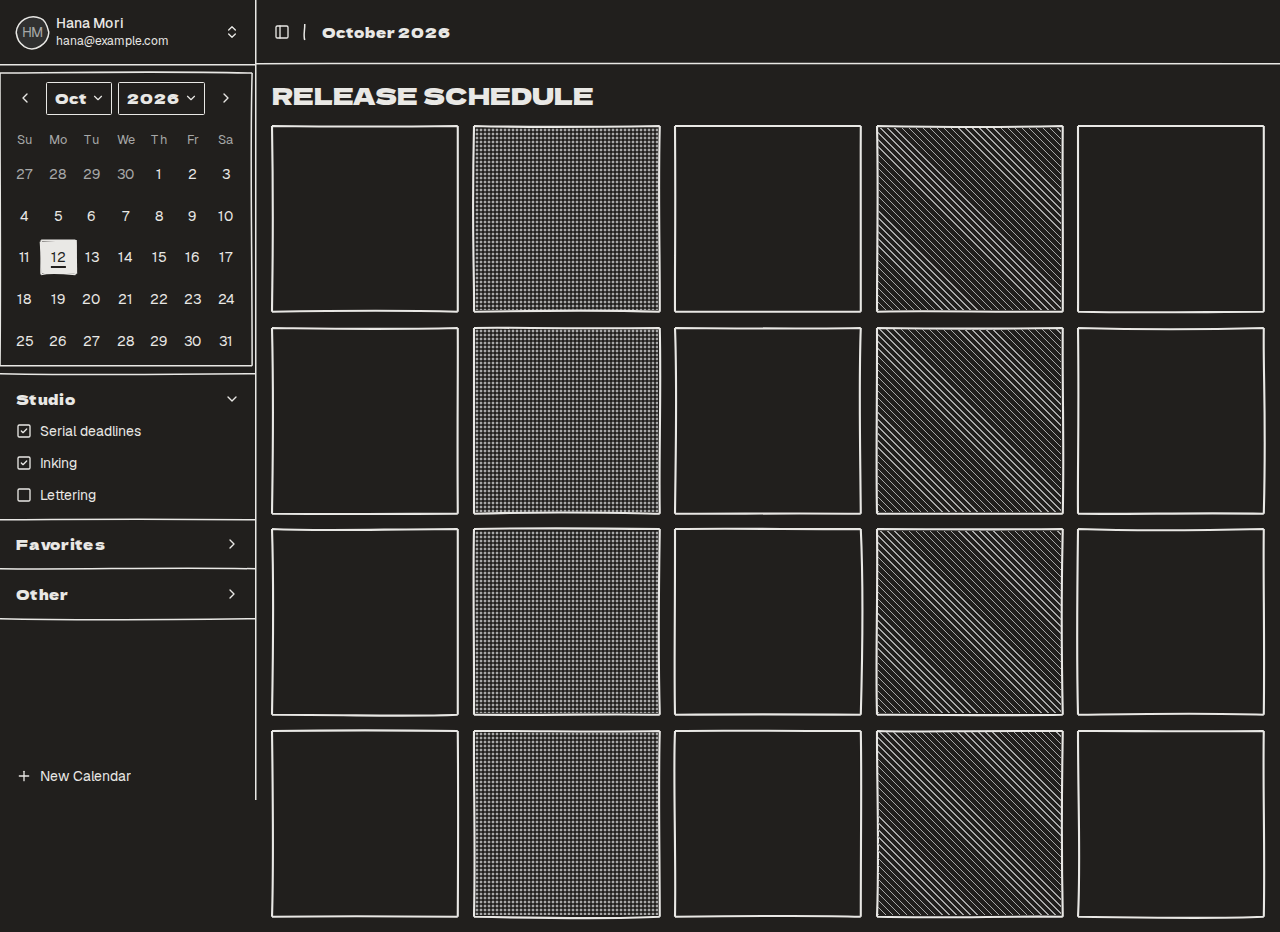 HM
Hana Mori
hana@example.com
October 2026
Oct
2026
RELEASE SCHEDULE
Su Mo Tu We Th Fr Sa
27 28 29 30 1 2 3
4 5 6 7 8 9 10
11 12 13 14 15 16 17
18 19 20 21 22 23 24
25 26 27 28 29 30 31
Studio
Serial deadlines
Inking
Lettering
Favorites
Other
New Calendar